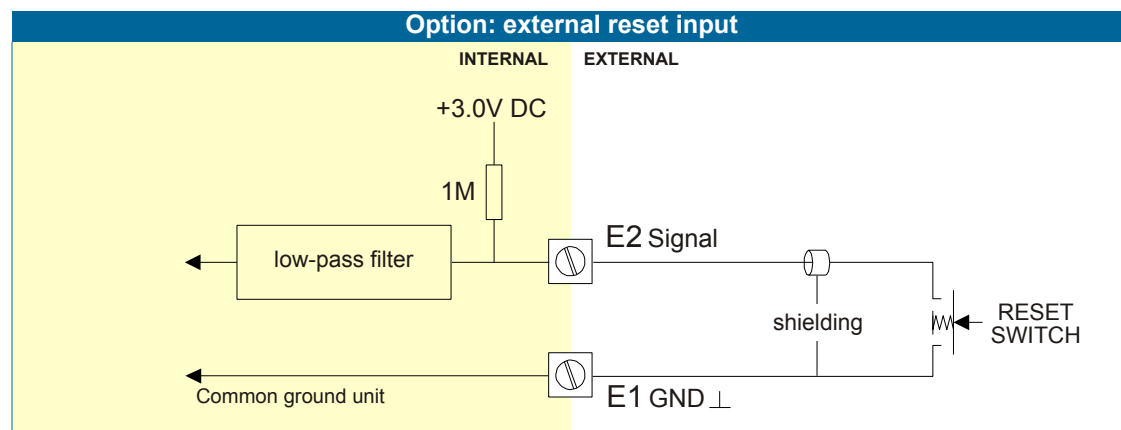 Option: external reset input
INTERNAL EXTERNAL
+3.0V DC
1M
E2 Signal
low-pass filter
shielding
RESET
SWITCH
Common ground unit
E1 GND ⊥